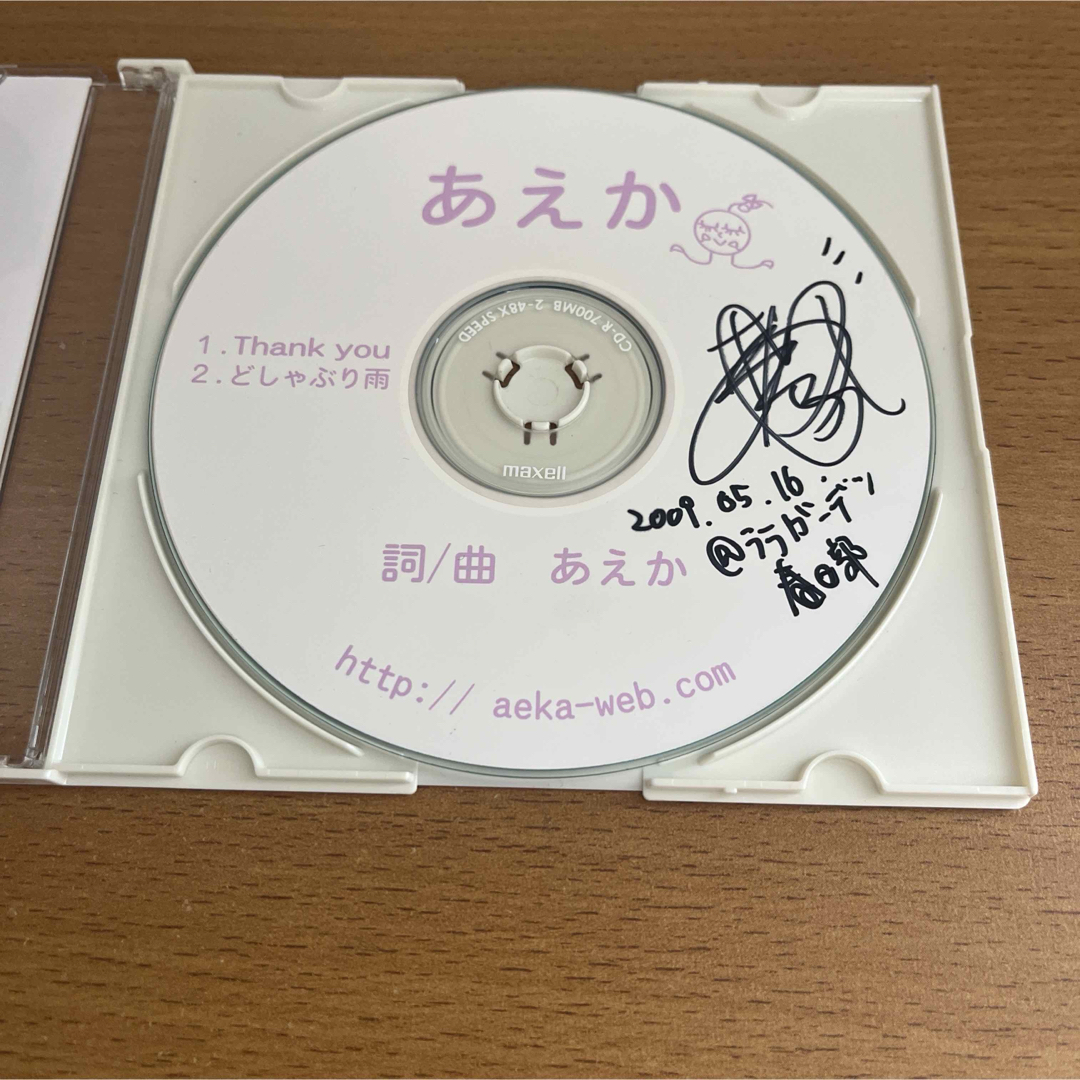 あえか
1.Thank you
2.どしゃぶり雨
CD-R 700MB 2-48X SPEED
maxell
2009.05.16.
@ララガーデン
春日部
詞/曲 あえか
http:// aeka-web.com